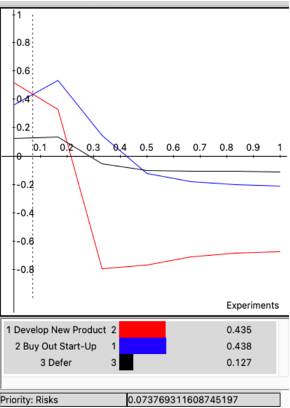 1
0.8
0.6
0.4
0.2
0.1 0.2 0.3 0.4 0.5 0.6 0.7 0.8 0.9 1
0
-0.2
-0.4
-0.6
-0.8
Experiments
1 Develop New Product 2 0.435
2 Buy Out Start-Up 1 0.438
3 Defer 3 0.127
Priority: Risks 0.073769311608745197